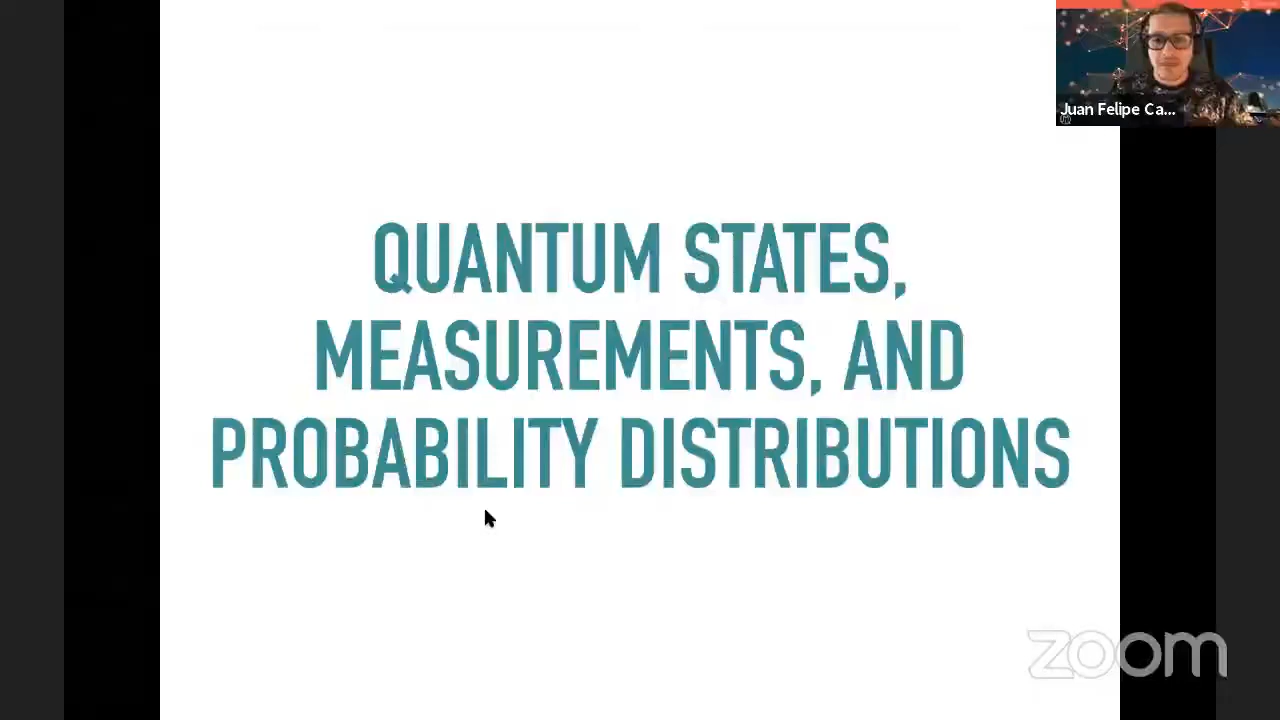 Juan Felipe Ca...
QUANTUM STATES,
MEASUREMENTS, AND
PROBABILITY DISTRIBUTIONS
zoom